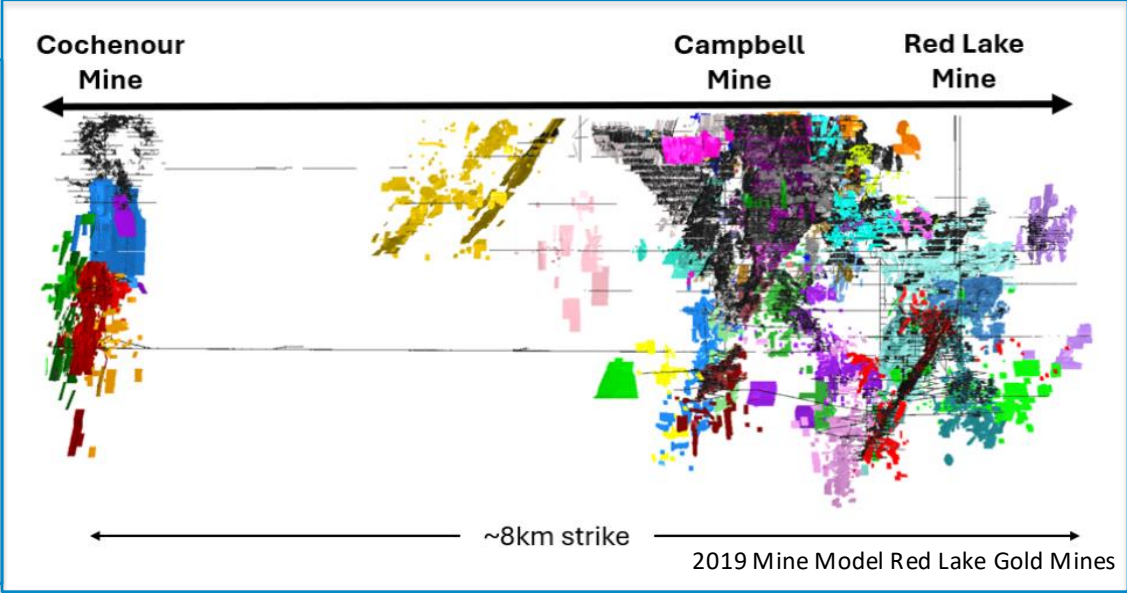 Cochenour
Mine
Campbell
Mine
Red Lake
Mine
~8km strike
2019 Mine Model Red Lake Gold Mines